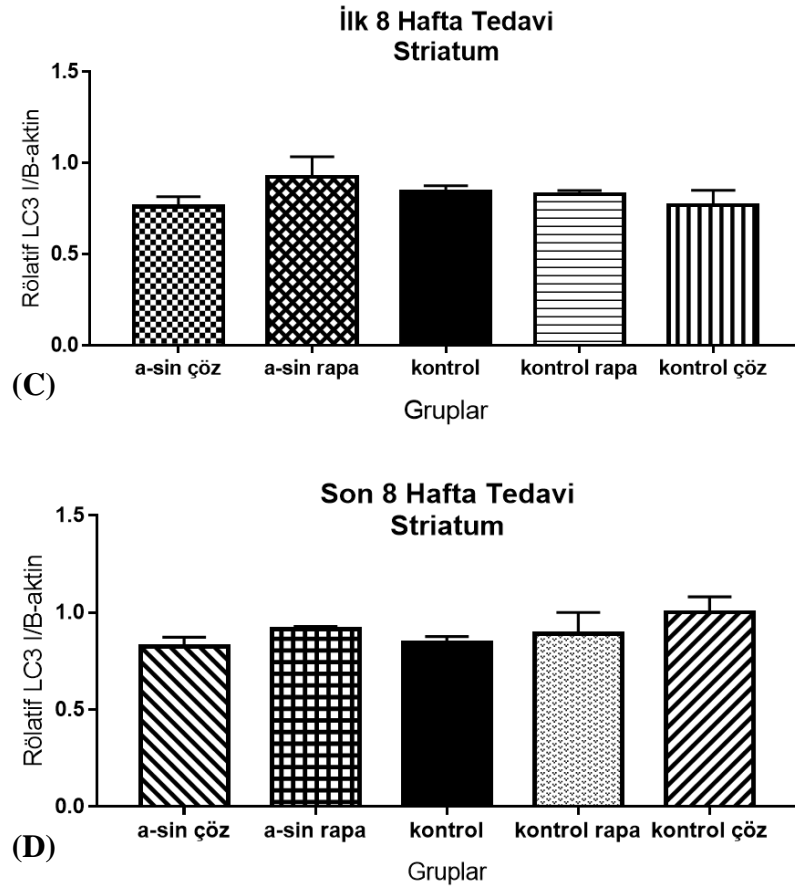 İlk 8 Hafta Tedavi
Striatum
Rölatif LC3 I/B-aktin
1.5
1.0
0.5
0.0
a-sin çöz a-sin rapa kontrol kontrol rapa kontrol çöz
(C)
Gruplar
Son 8 Hafta Tedavi
Striatum
Rölatif LC3 I/B-aktin
1.5
1.0
0.5
0.0
a-sin çöz a-sin rapa kontrol kontrol rapa kontrol çöz
(D)
Gruplar